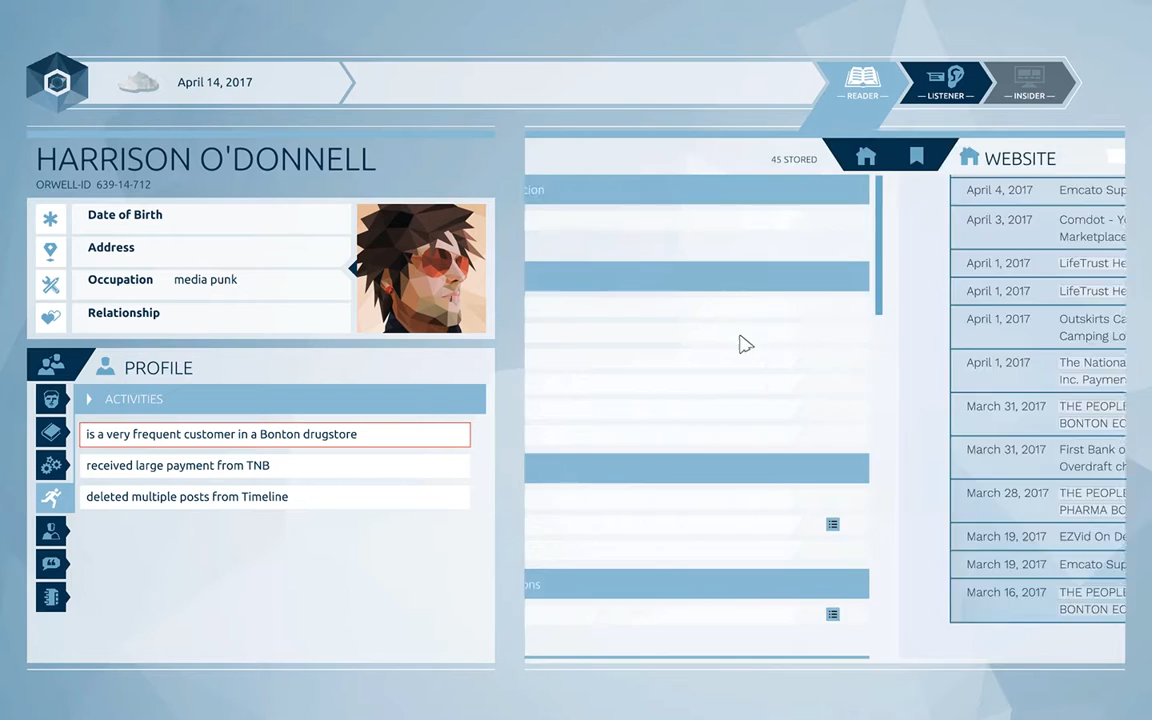 April 14, 2017
— READER —
— LISTENER —
— INSIDER —
HARRISON O'DONNELL
ORWELL-ID 639-14-712
Date of Birth
Address
Occupation media punk
Relationship
PROFILE
ACTIVITIES
is a very frequent customer in a Bonton drugstore
received large payment from TNB
deleted multiple posts from Timeline
45 STORED
WEBSITE
tion
ons
April 4, 2017 Emcato Sup
April 3, 2017 Comdot - Yo
Marketplace
April 1, 2017 LifeTrust He
April 1, 2017 LifeTrust He
April 1, 2017 Outskirts Ca
Camping Lo
April 1, 2017 The Nationa
Inc. Paymen
March 31, 2017 THE PEOPLE
BONTON EC
March 31, 2017 First Bank o
Overdraft ch
March 28, 2017 THE PEOPLE
PHARMA BO
March 19, 2017 EZVid On De
March 19, 2017 Emcato Sup
March 16, 2017 THE PEOPLE
BONTON EC